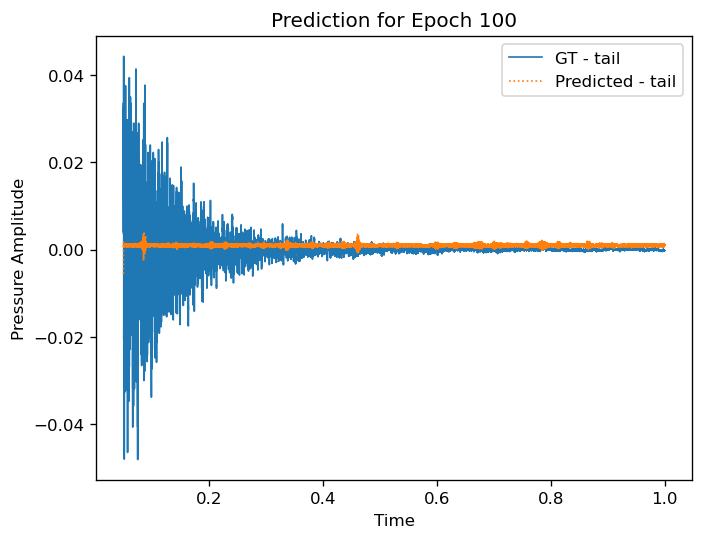 Prediction for Epoch 100
GT - tail
Predicted - tail
Pressure Amplitude
0.04
0.02
0.00
−0.02
−0.04
0.2
0.4
0.6
0.8
1.0
Time